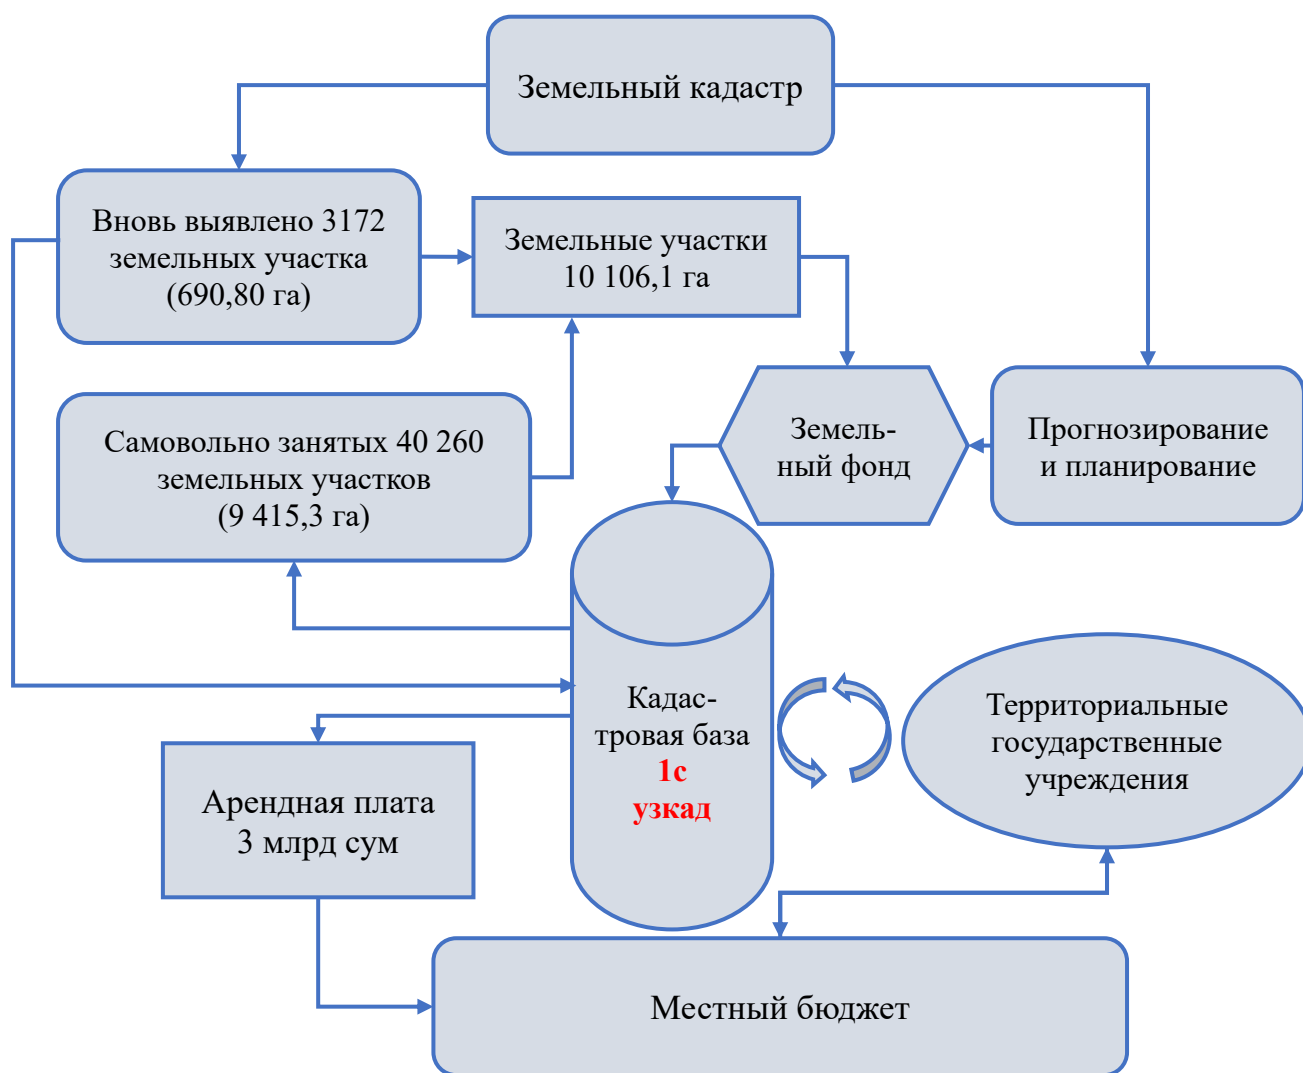 Земельный кадастр
Вновь выявлено 3172
земельных участка
(690,80 га)
Земельные участки
10 106,1 га
Самовольно занятых 40 260
земельных участков
(9 415,3 га)
Земель-
ный фонд
Прогнозирование
и планирование
Кадас-
тровая база
1с
узкад
Территориальные
государственные
учреждения
Арендная плата
3 млрд сум
Местный бюджет